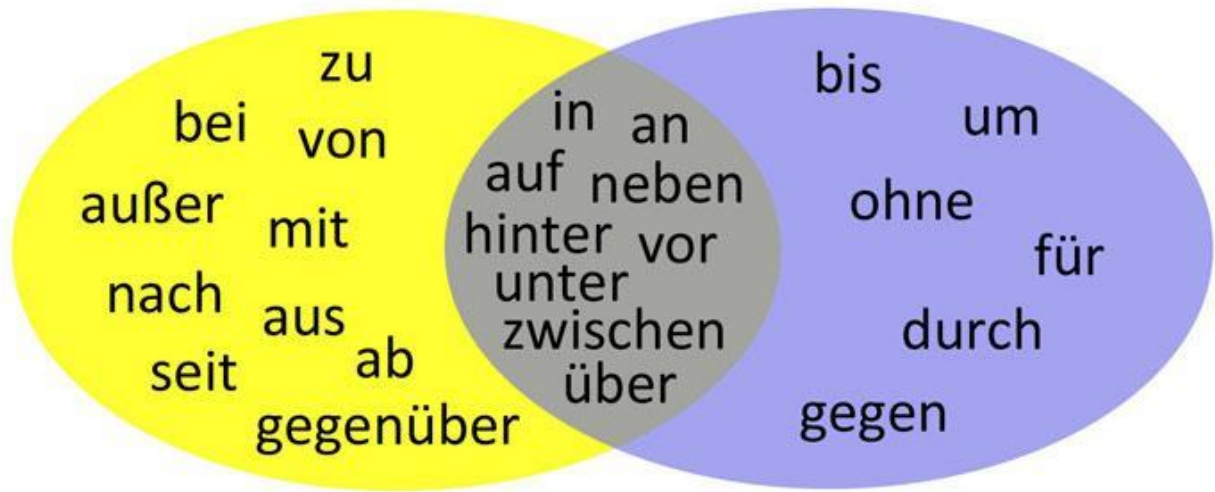 zu
bei
von
außer
mit
nach
aus
seit
ab
gegenüber
in
an
auf
neben
hinter
vor
unter
zwischen
über
bis
um
ohne
für
durch
gegen